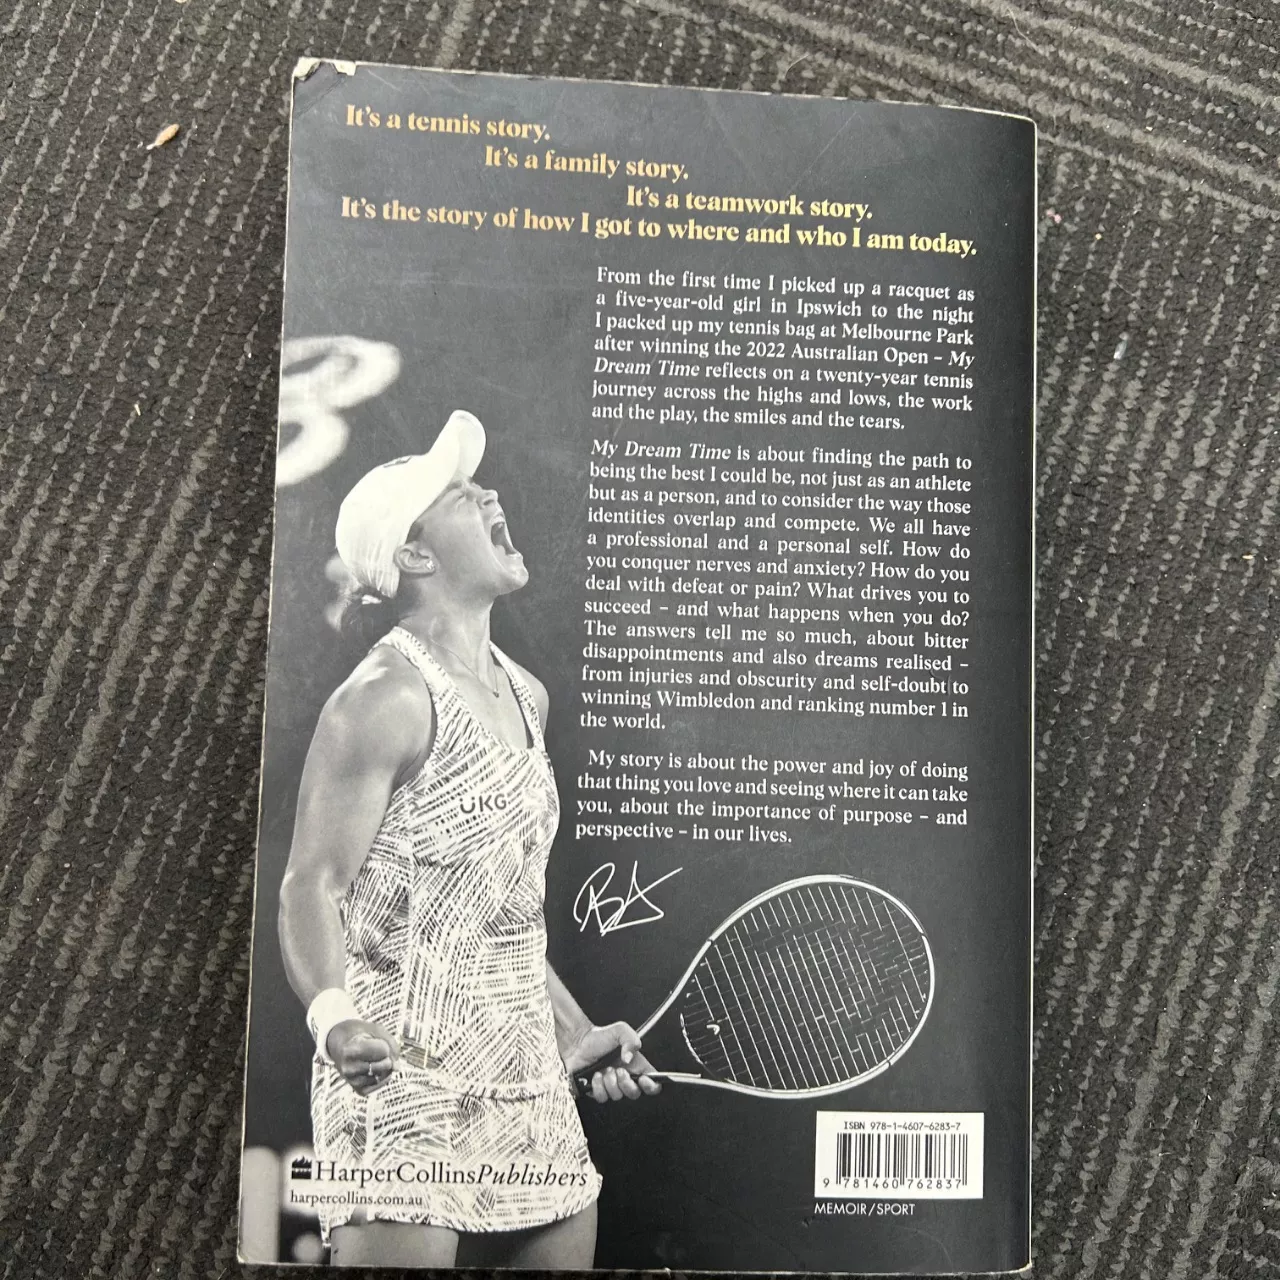 It's a tennis story.
It's a family story.
It's a teamwork story.
It's the story of how I got to where and who I am today.
From the first time I picked up a racquet as
a five-year-old girl in Ipswich to the night
I packed up my tennis bag at Melbourne Park
after winning the 2022 Australian Open – My
Dream Time reflects on a twenty-year tennis
journey across the highs and lows, the work
and the play, the smiles and the tears.
My Dream Time is about finding the path to
being the best I could be, not just as an athlete
but as a person, and to consider the way those
identities overlap and compete. We all have
a professional and a personal self. How do
you conquer nerves and anxiety? How do you
deal with defeat or pain? What drives you to
succeed – and what happens when you do?
The answers tell me so much, about bitter
disappointments and also dreams realised –
from injuries and obscurity and self-doubt to
winning Wimbledon and ranking number 1 in
the world.
My story is about the power and joy of doing
that thing you love and seeing where it can take
you, about the importance of purpose – and
perspective – in our lives.
UKG
ISBN 978-1-4607-6283-7
9 781460 762837
MEMOIR/SPORT
HarperCollinsPublishers
harpercollins.com.au